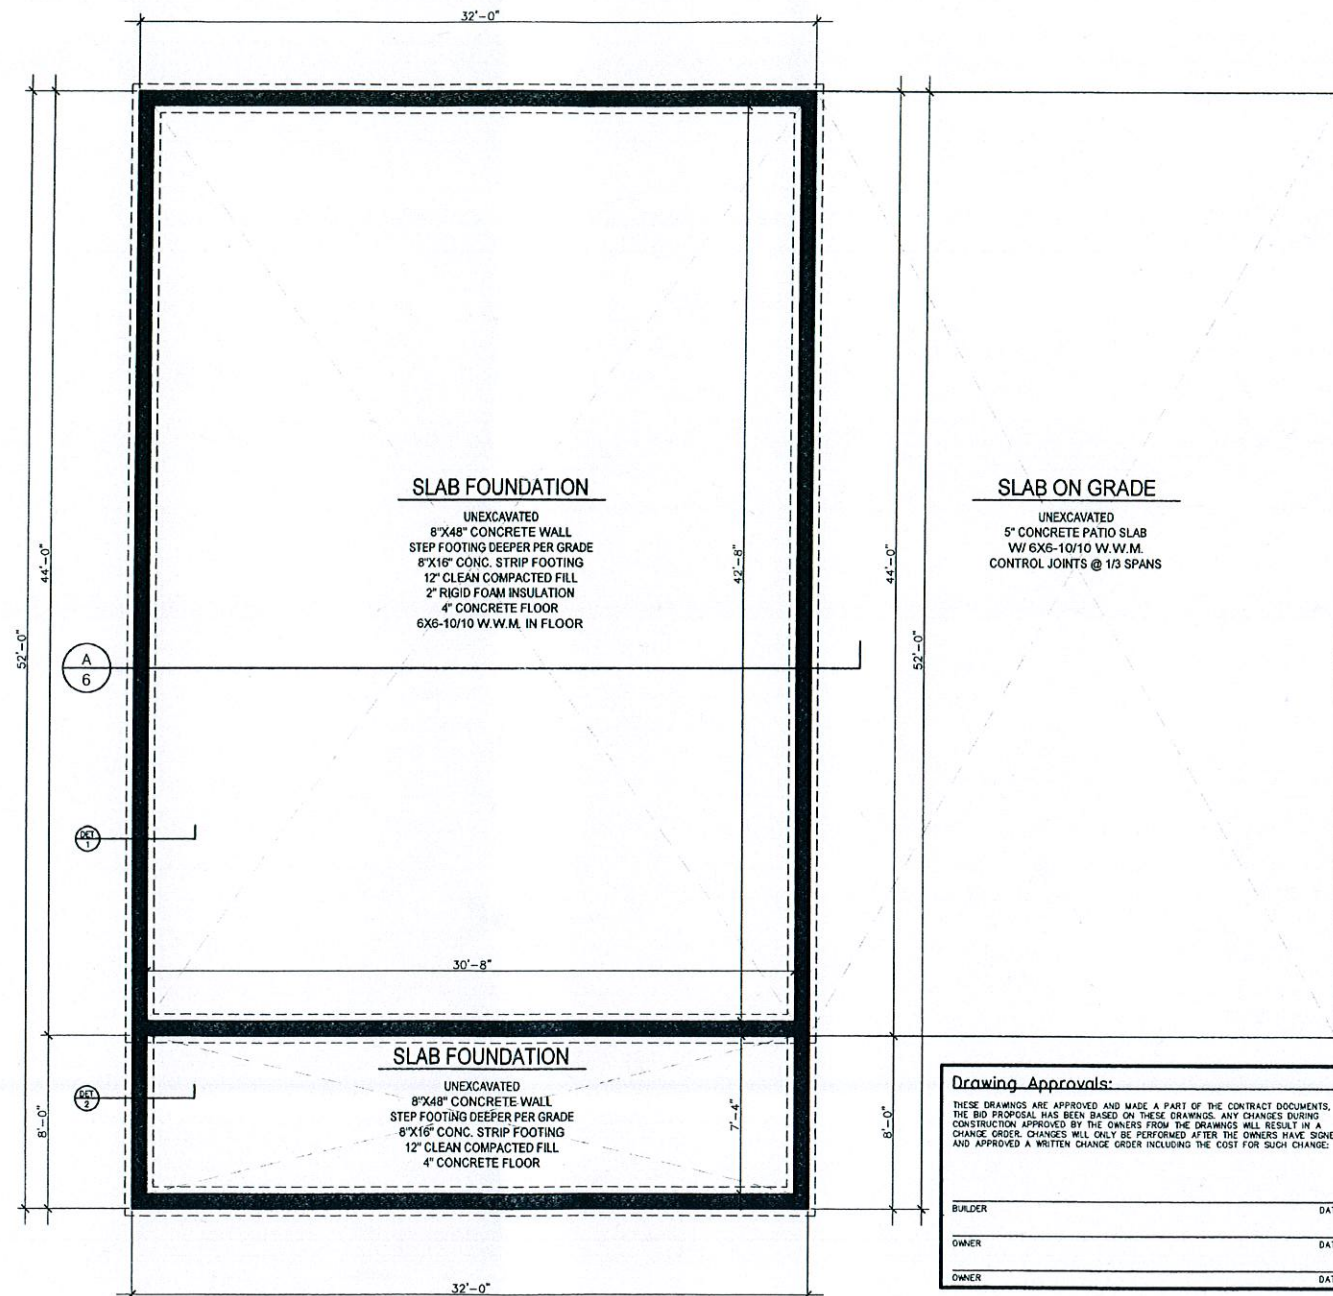 32'-0"
SLAB FOUNDATION
UNEXCAVATED
8"X48" CONCRETE WALL
STEP FOOTING DEEPER PER GRADE
8"X16" CONC. STRIP FOOTING
12" CLEAN COMPACTED FILL
2" RIGID FOAM INSULATION
4" CONCRETE FLOOR
6X6-10/10 W.W.M. IN FLOOR
SLAB ON GRADE
UNEXCAVATED
5" CONCRETE PATIO SLAB
W/ 6X6-10/10 W.W.M.
CONTROL JOINTS @ 1/3 SPANS
44'-0"
42'-8"
44'-0"
52'-0"
52'-0"
A
6
DET
1
30'-8"
SLAB FOUNDATION
UNEXCAVATED
8"X48" CONCRETE WALL
STEP FOOTING DEEPER PER GRADE
8"X16" CONC. STRIP FOOTING
12" CLEAN COMPACTED FILL
4" CONCRETE FLOOR
DET
2
8'-0"
7'-4"
8'-0"
32'-0"
Drawing Approvals:
THESE DRAWINGS ARE APPROVED AND MADE A PART OF THE CONTRACT DOCUMENTS,
THE BID PROPOSAL HAS BEEN BASED ON THESE DRAWINGS. ANY CHANGES DURING
CONSTRUCTION APPROVED BY THE OWNERS FROM THE DRAWINGS WILL RESULT IN A
CHANGE ORDER. CHANGES WILL ONLY BE PERFORMED AFTER THE OWNERS HAVE SIGNE
AND APPROVED A WRITTEN CHANGE ORDER INCLUDING THE COST FOR SUCH CHANGE:
BUILDER DAT
OWNER DAT
OWNER DAT